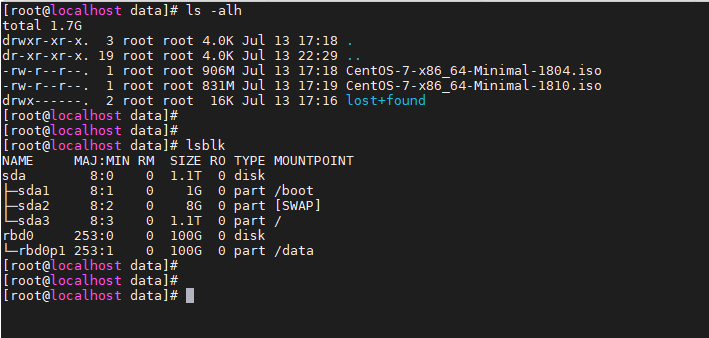 [root@localhost data]# ls -alh
total 1.7G
drwxr-xr-x.  3 root root 4.0K Jul 13 17:18 .
dr-xr-xr-x. 19 root root 4.0K Jul 13 22:29 ..
-rw-r--r--.  1 root root 906M Jul 13 17:18 CentOS-7-x86_64-Minimal-1804.iso
-rw-r--r--.  1 root root 831M Jul 13 17:19 CentOS-7-x86_64-Minimal-1810.iso
drwx------.  2 root root  16K Jul 13 17:16 lost+found
[root@localhost data]#
[root@localhost data]#
[root@localhost data]# lsblk
NAME     MAJ:MIN RM  SIZE RO TYPE MOUNTPOINT
sda        8:0    0  1.1T  0 disk
├─sda1     8:1    0    1G  0 part /boot
├─sda2     8:2    0    8G  0 part [SWAP]
└─sda3     8:3    0  1.1T  0 part /
rbd0     253:0    0  100G  0 disk
└─rbd0p1 253:1    0  100G  0 part /data
[root@localhost data]#
[root@localhost data]#
[root@localhost data]#